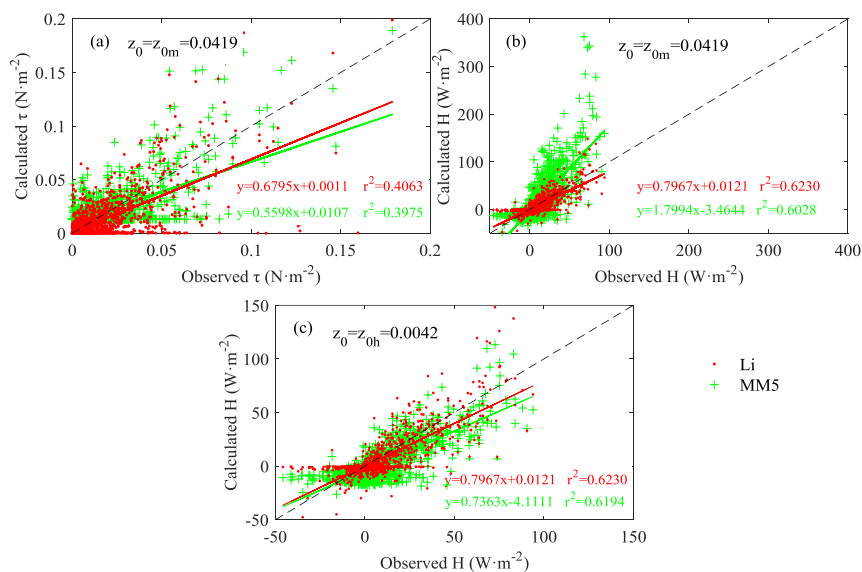 (a) z₀=z₀ₘ=0.0419
0.2
0.15
0.1
0.05
0
Calculated τ (N·m⁻²)
y=0.6795x+0.0011 r²=0.4063
y=0.5598x+0.0107 r²=0.3975
0 0.05 0.1 0.15 0.2
Observed τ (N·m⁻²)
(b) z₀=z₀ₘ=0.0419
400
300
200
100
0
Calculated H (W·m⁻²)
y=0.7967x+0.0121 r²=0.6230
y=1.7994x-3.4644 r²=0.6028
0 100 200 300 400
Observed H (W·m⁻²)
(c) z₀=z₀ₕ=0.0042
150
100
50
0
-50
Calculated H (W·m⁻²)
y=0.7967x+0.0121 r²=0.6230
y=0.7363x-4.1111 r²=0.6194
-50 0 50 100 150
Observed H (W·m⁻²)
Li
MM5